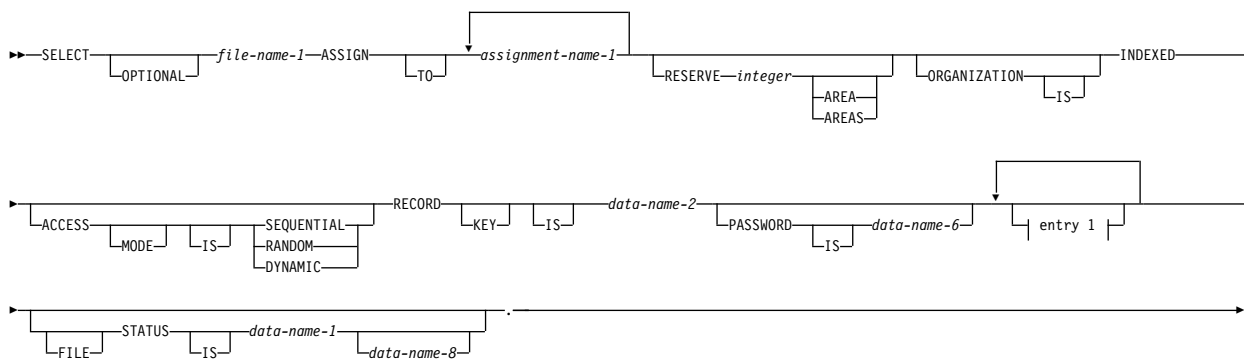 SELECT OPTIONAL file-name-1 ASSIGN TO assignment-name-1 RESERVE integer AREA AREAS ORGANIZATION IS INDEXED
ACCESS MODE IS SEQUENTIAL RANDOM DYNAMIC RECORD KEY IS data-name-2 PASSWORD IS data-name-6 entry 1
FILE STATUS IS data-name-1 data-name-8 .